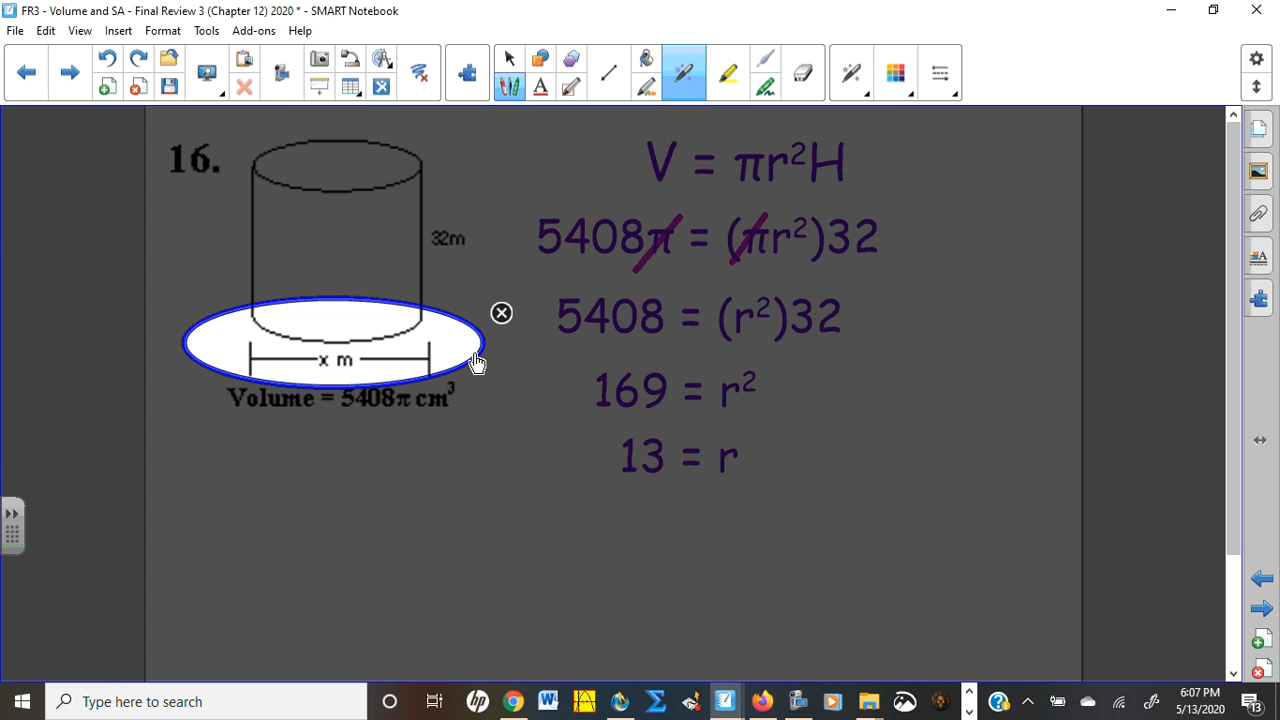 FR3 - Volume and SA - Final Review 3 (Chapter 12) 2020 * - SMART Notebook
File Edit View Insert Format Tools Add-ons Help
16.
32m
x m
Volume = 5408π cm³
V = πr²H
5408π = (πr²)32
5408 = (r²)32
169 = r²
13 = r
Type here to search
6:07 PM
5/13/2020
13